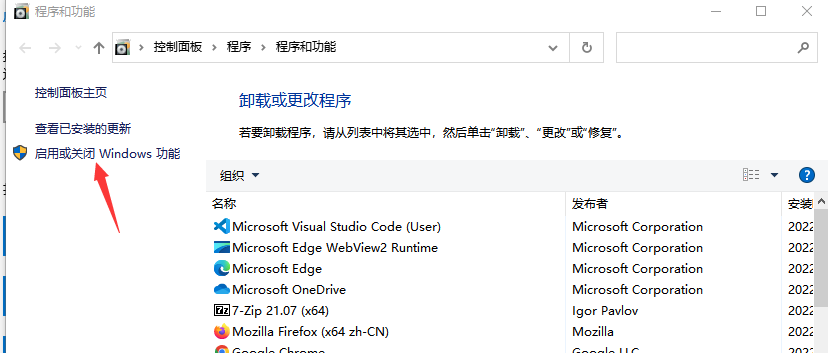 程序和功能
控制面板 程序 程序和功能
控制面板主页
卸载或更改程序
查看已安装的更新
若要卸载程序，请从列表中将其选中，然后单击“卸载”、“更改”或“修复”。
启用或关闭 Windows 功能
组织
名称 发布者 安装
Microsoft Visual Studio Code (User) Microsoft Corporation 2022
Microsoft Edge WebView2 Runtime Microsoft Corporation 2022
Microsoft Edge Microsoft Corporation 2022
Microsoft OneDrive Microsoft Corporation 2022
7-Zip 21.07 (x64) Igor Pavlov 2022
Mozilla Firefox (x64 zh-CN) Mozilla 2022
Google Chrome Google LLC 2022